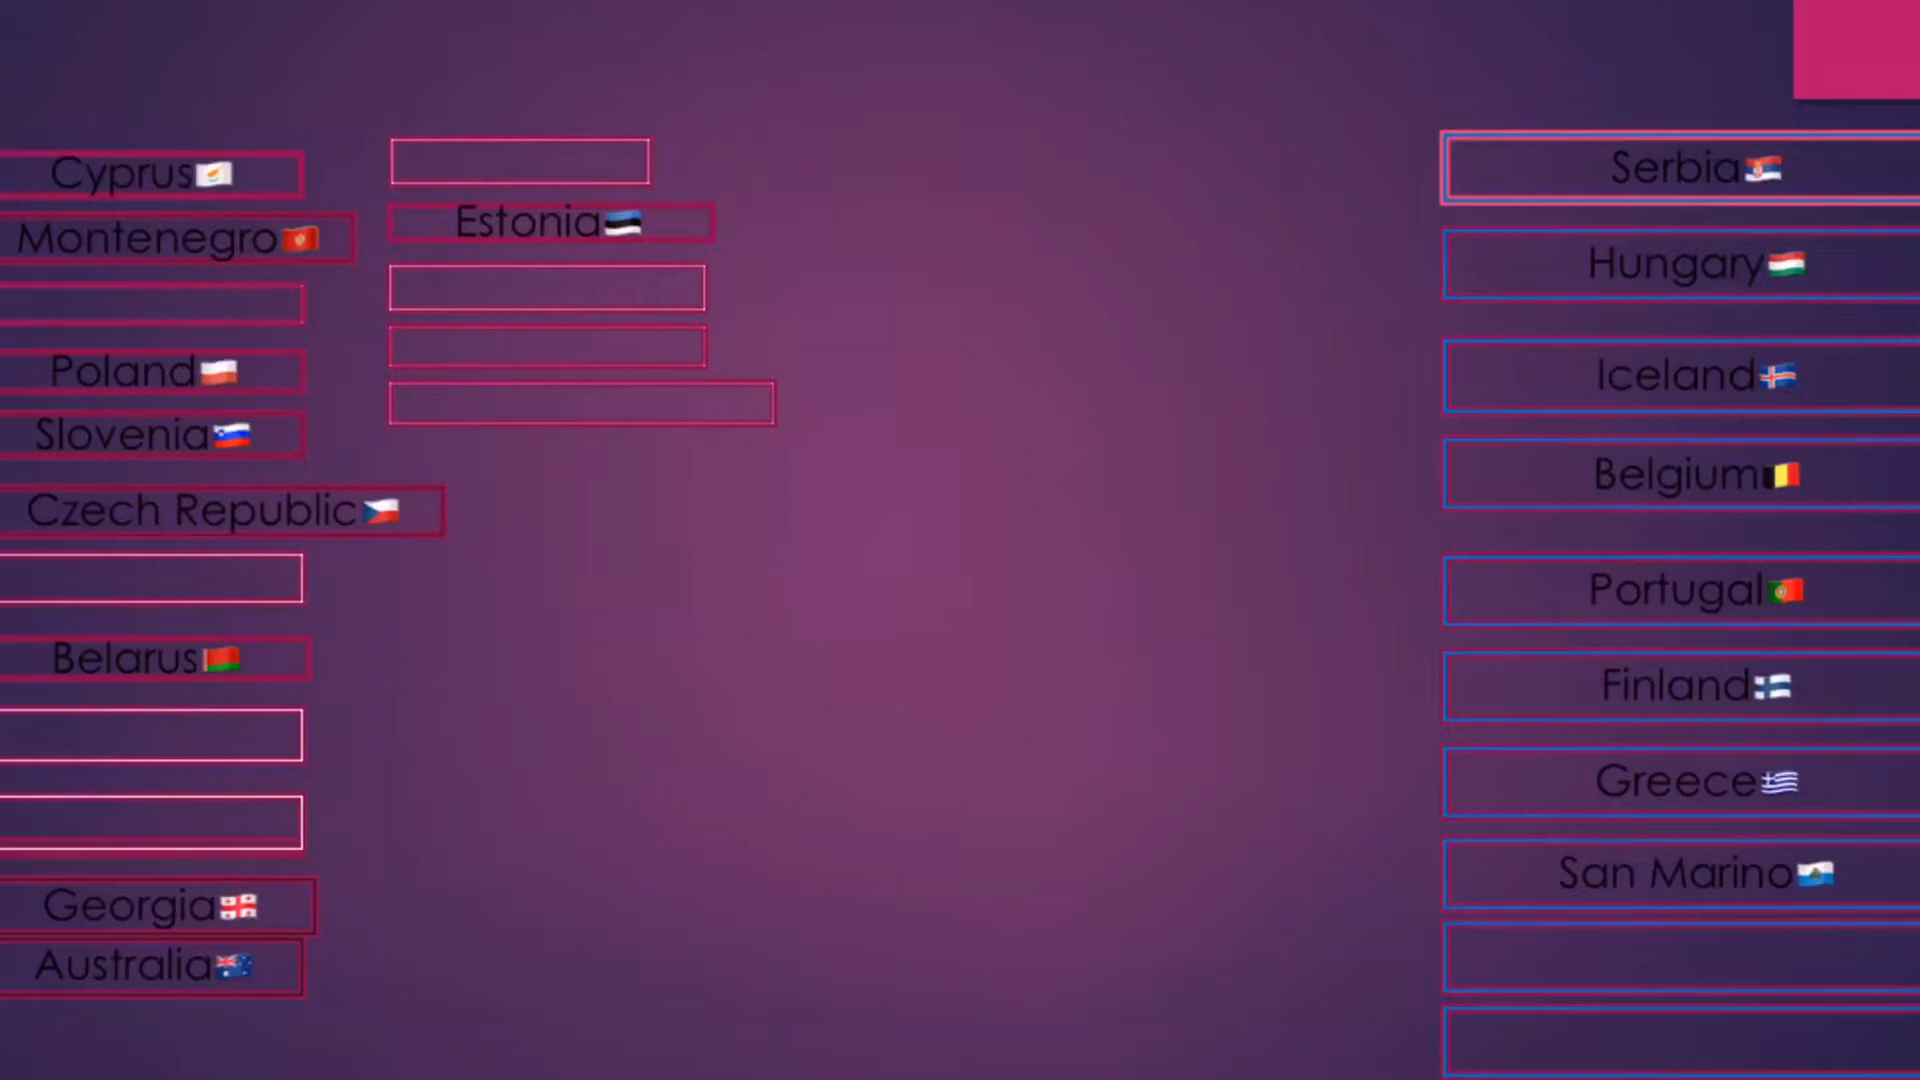 Cyprus🇨🇾
Montenegro🇲🇪
Poland🇵🇱
Slovenia🇸🇮
Czech Republic🇨🇿
Belarus🇧🇾
Georgia🇬🇪
Australia🇦🇺
Estonia🇪🇪
Serbia🇷🇸
Hungary🇭🇺
Iceland🇮🇸
Belgium🇧🇪
Portugal🇵🇹
Finland🇫🇮
Greece🇬🇷
San Marino🇸🇲